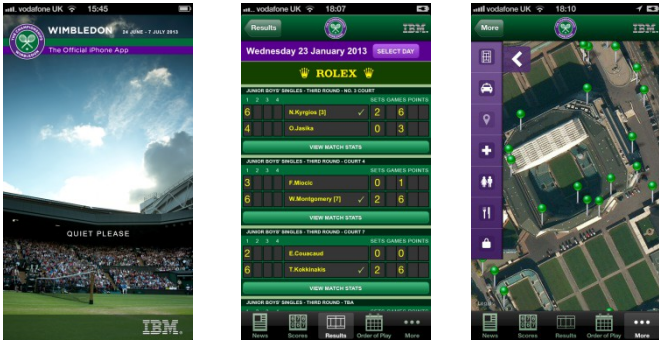 vodafone UK 15:45
THE CHAMPIONSHIPS
WIMBLEDON
WIMBLEDON 24 JUNE - 7 JULY 2013
The Official iPhone App
QUIET PLEASE
IBM.
vodafone UK 18:07
Results
IBM
Wednesday 23 January 2013
SELECT DAY
ROLEX
JUNIOR BOYS' SINGLES - THIRD ROUND - NO. 3 COURT
1 2 3 4 SETS GAMES POINTS
6 N.Kyrgios [3] ✓ 2 6
4 O.Jasika 0 3
VIEW MATCH STATS
JUNIOR BOYS' SINGLES - THIRD ROUND - COURT 4
1 2 3 4 SETS GAMES POINTS
3 F.Miocic 0 1
6 W.Montgomery [7] ✓ 2 6
VIEW MATCH STATS
JUNIOR BOYS' SINGLES - THIRD ROUND - COURT 7
1 2 3 4 SETS GAMES POINTS
2 E.Couacaud 0 0
6 T.Kokkinakis ✓ 2 6
VIEW MATCH STATS
JUNIOR BOYS' SINGLES - THIRD ROUND - TBA
1 2 3 4 SETS GAMES POINTS
News Scores Results Order of Play More
vodafone UK 18:10
More
IBM
Legal
News Scores Results Order of Play More